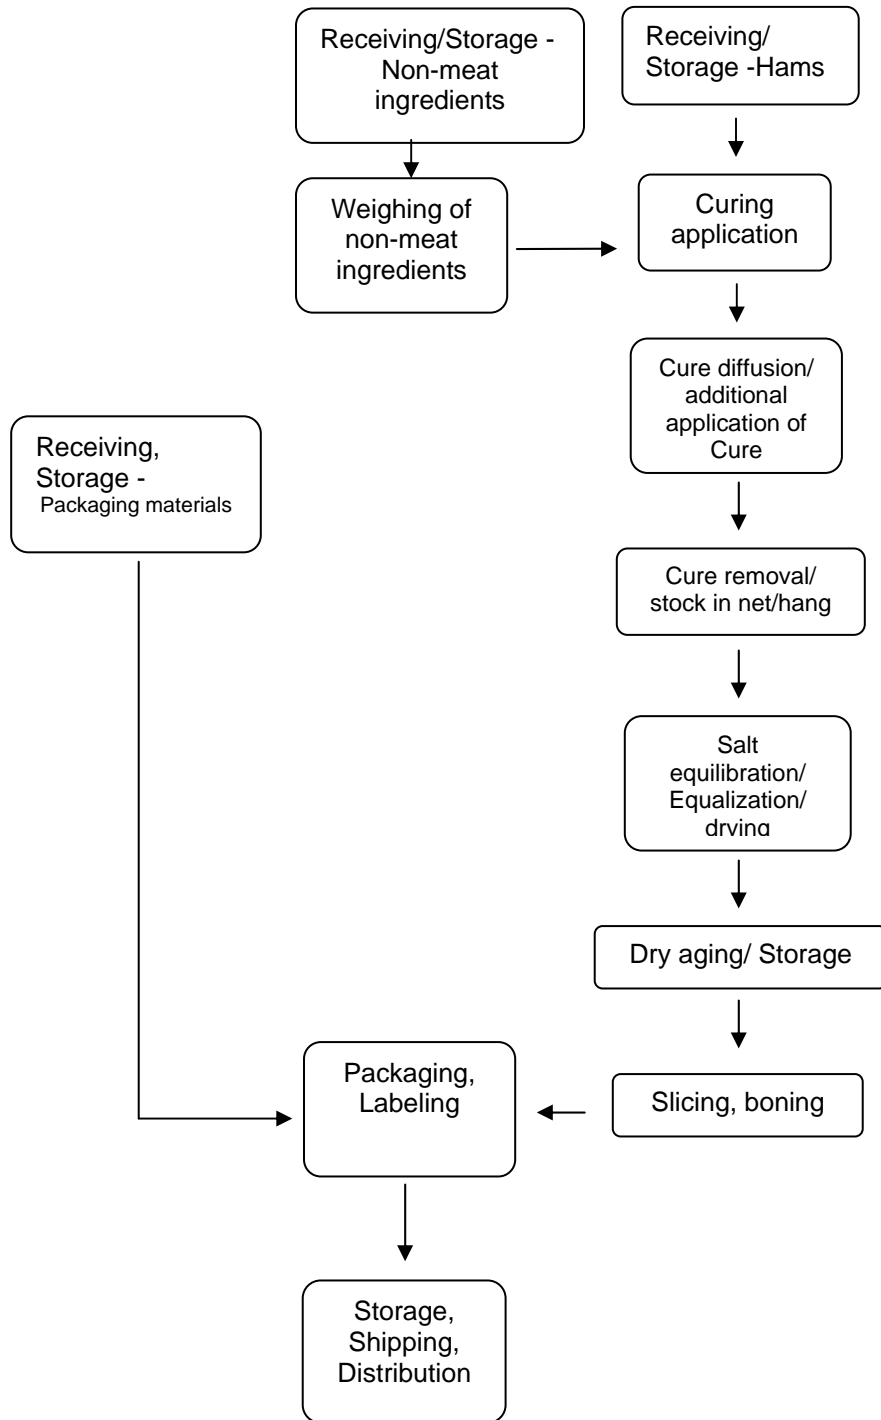 Receiving/Storage -
Non-meat
ingredients
Receiving/
Storage -Hams
Weighing of
non-meat
ingredients
Curing
application
Cure diffusion/
additional
application of
Cure
Receiving,
Storage -
Packaging materials
Cure removal/
stock in net/hang
Salt
equilibration/
Equalization/
drying
Dry aging/ Storage
Packaging,
Labeling
Slicing, boning
Storage,
Shipping,
Distribution